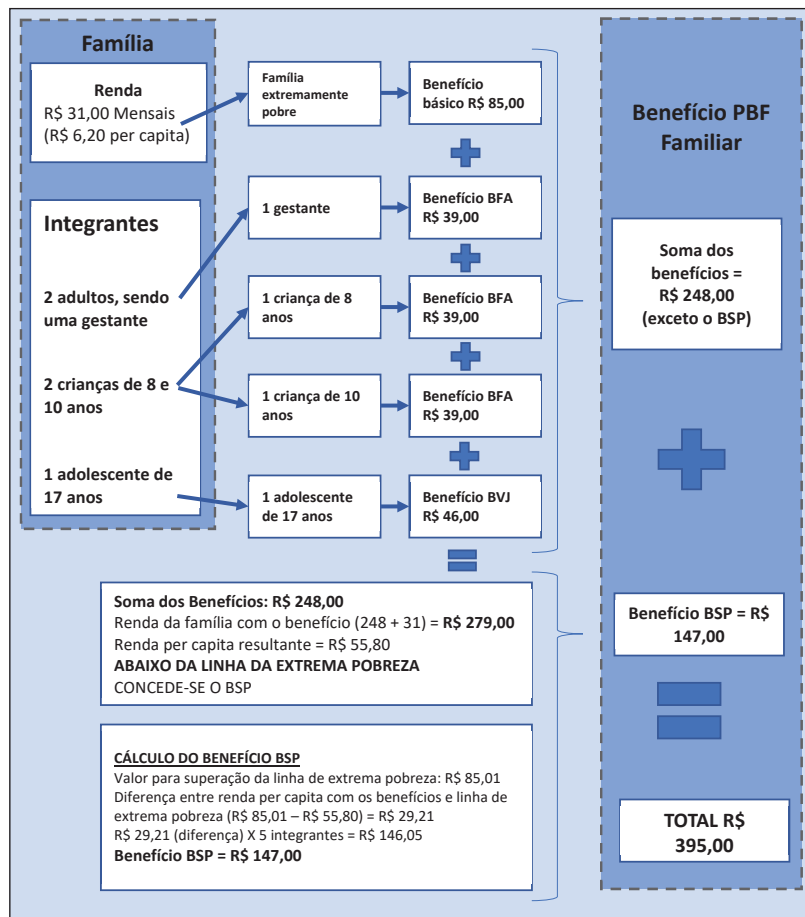 Família
Renda
R$ 31,00 Mensais
(R$ 6,20 per capita)
Família
extremamente
pobre
Benefício
básico R$ 85,00
Integrantes
2 adultos, sendo
uma gestante
2 crianças de 8 e
10 anos
1 adolescente de
17 anos
1 gestante
Benefício BFA
R$ 39,00
1 criança de 8
anos
Benefício BFA
R$ 39,00
1 criança de 10
anos
Benefício BFA
R$ 39,00
1 adolescente
de 17 anos
Benefício BVJ
R$ 46,00
Soma dos Benefícios: R$ 248,00
Renda da família com o benefício (248 + 31) = R$ 279,00
Renda per capita resultante = R$ 55,80
ABAIXO DA LINHA DA EXTREMA POBREZA
CONCEDE-SE O BSP
CÁLCULO DO BENEFÍCIO BSP
Valor para superação da linha de extrema pobreza: R$ 85,01
Diferença entre renda per capita com os benefícios e linha de
extrema pobreza (R$ 85,01 – R$ 55,80) = R$ 29,21
R$ 29,21 (diferença) X 5 integrantes = R$ 146,05
Benefício BSP = R$ 147,00
Benefício PBF
Familiar
Soma dos
benefícios =
R$ 248,00
(exceto o BSP)
Benefício BSP = R$
147,00
TOTAL R$
395,00